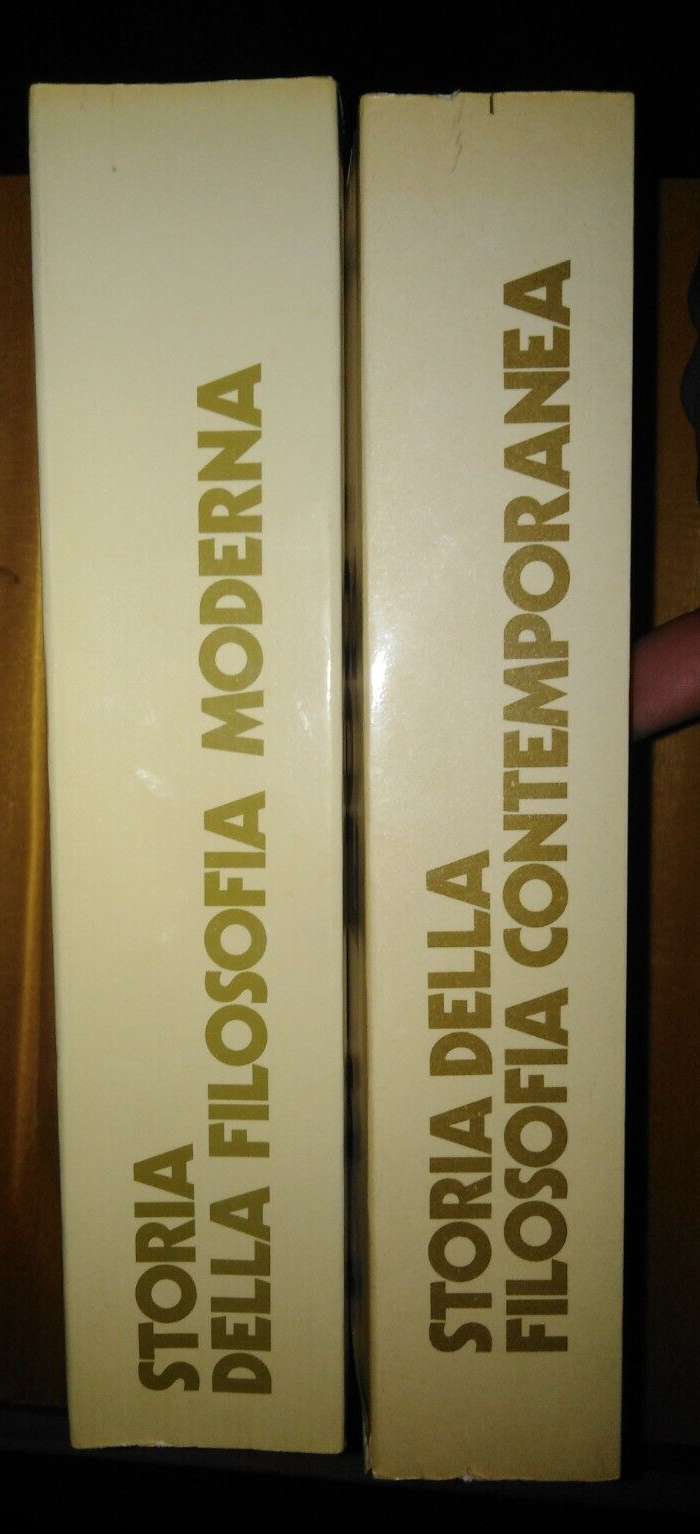 STORIA
DELLA FILOSOFIA MODERNA
STORIA DELLA
FILOSOFIA CONTEMPORANEA